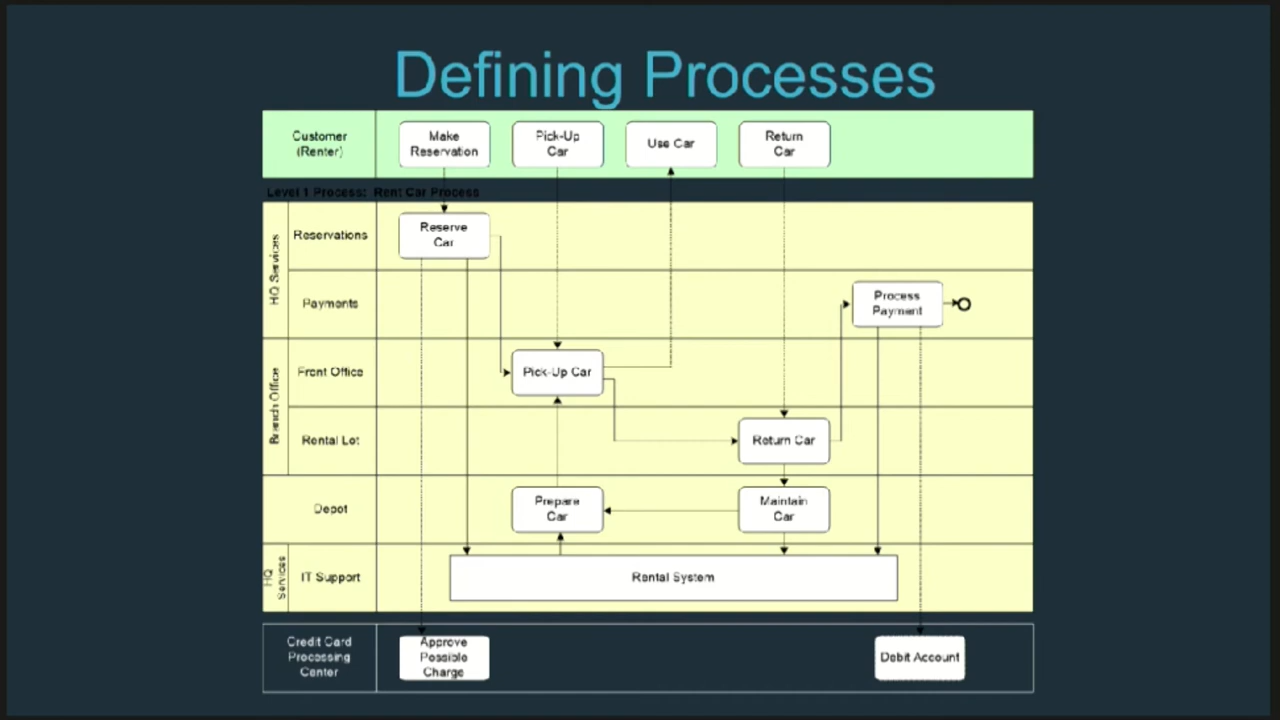 Defining Processes
Customer
(Renter)
Make
Reservation
Pick-Up
Car
Use Car
Return
Car
Level 1 Process: Rent Car Process
HQ Services
Reservations
Reserve
Car
Payments
Process
Payment
Branch Office
Front Office
Pick-Up Car
Rental Lot
Return Car
Depot
Prepare
Car
Maintain
Car
HQ
Services
IT Support
Rental System
Credit Card
Processing
Center
Approve
Possible
Charge
Debit Account